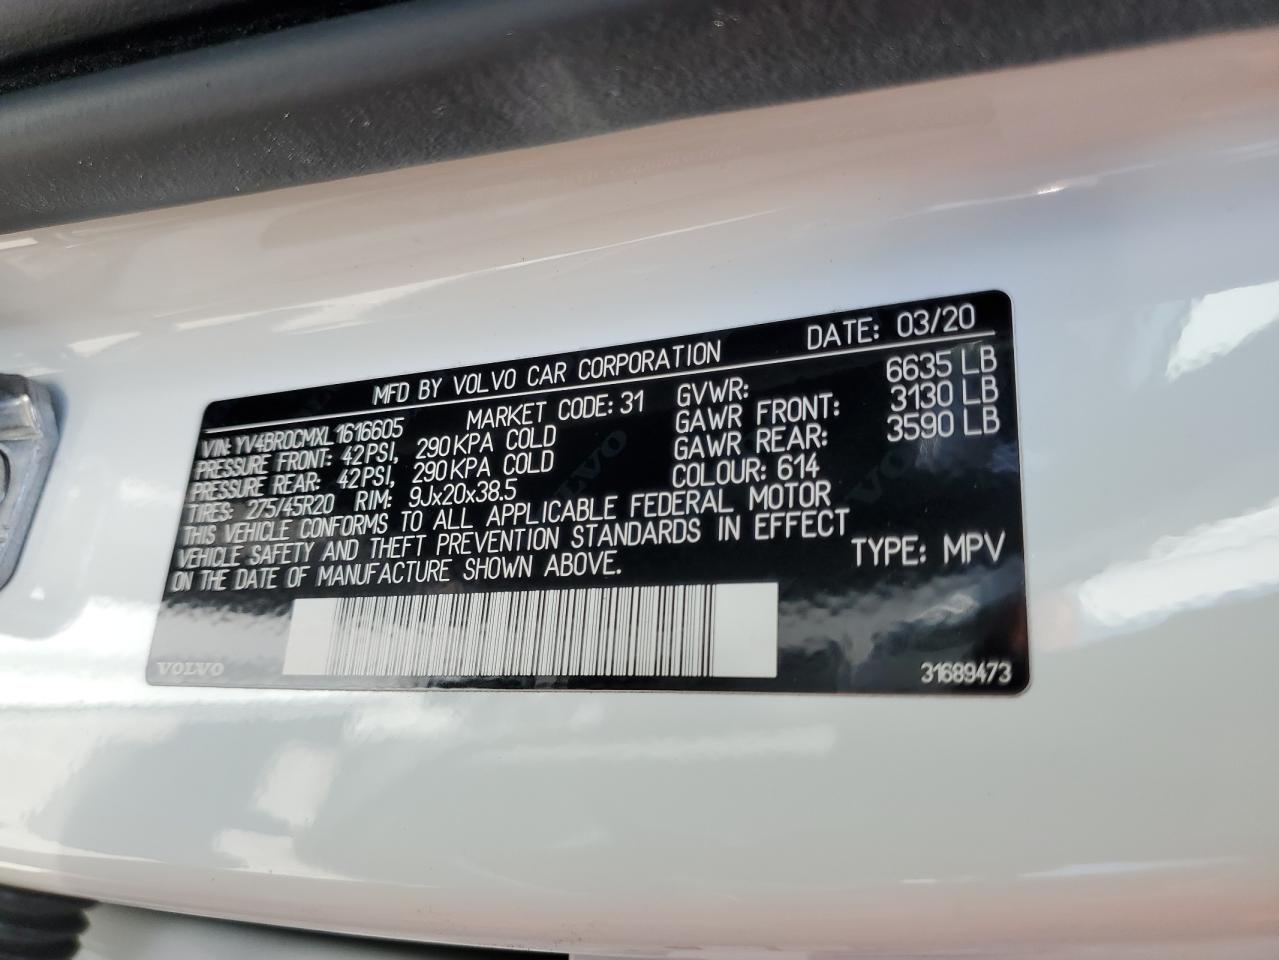 MFD BY VOLVO CAR CORPORATION DATE: 03/20
VIN: YV4BR0CMXL1616605 MARKET CODE: 31 GVWR: 6635 LB
PRESSURE FRONT: 42PSI, 290KPA COLD GAWR FRONT: 3130 LB
PRESSURE REAR: 42PSI, 290KPA COLD GAWR REAR: 3590 LB
TIRES: 275/45R20 RIM: 9Jx20x38.5 COLOUR: 614
THIS VEHICLE CONFORMS TO ALL APPLICABLE FEDERAL MOTOR
VEHICLE SAFETY AND THEFT PREVENTION STANDARDS IN EFFECT
ON THE DATE OF MANUFACTURE SHOWN ABOVE. TYPE: MPV
VOLVO 31689473